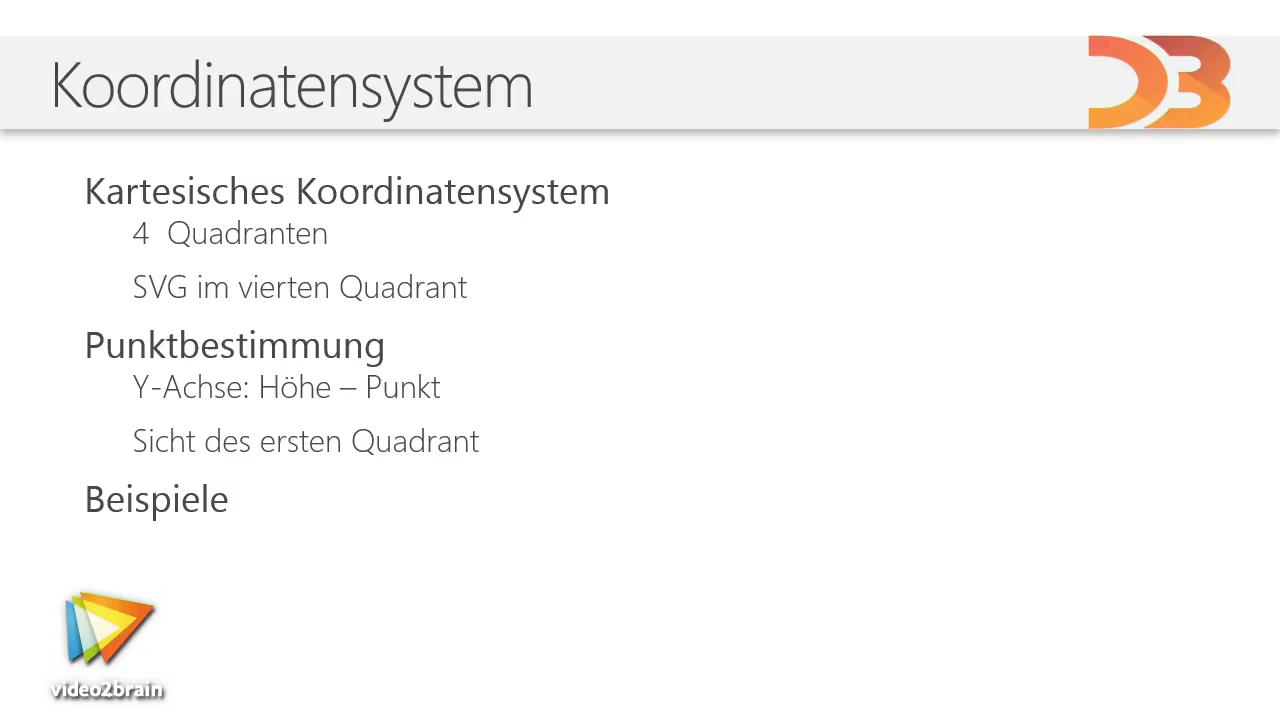 Koordinatensystem
D3
Kartesisches Koordinatensystem
4 Quadranten
SVG im vierten Quadrant
Punktbestimmung
Y-Achse: Höhe – Punkt
Sicht des ersten Quadrant
Beispiele
video2brain